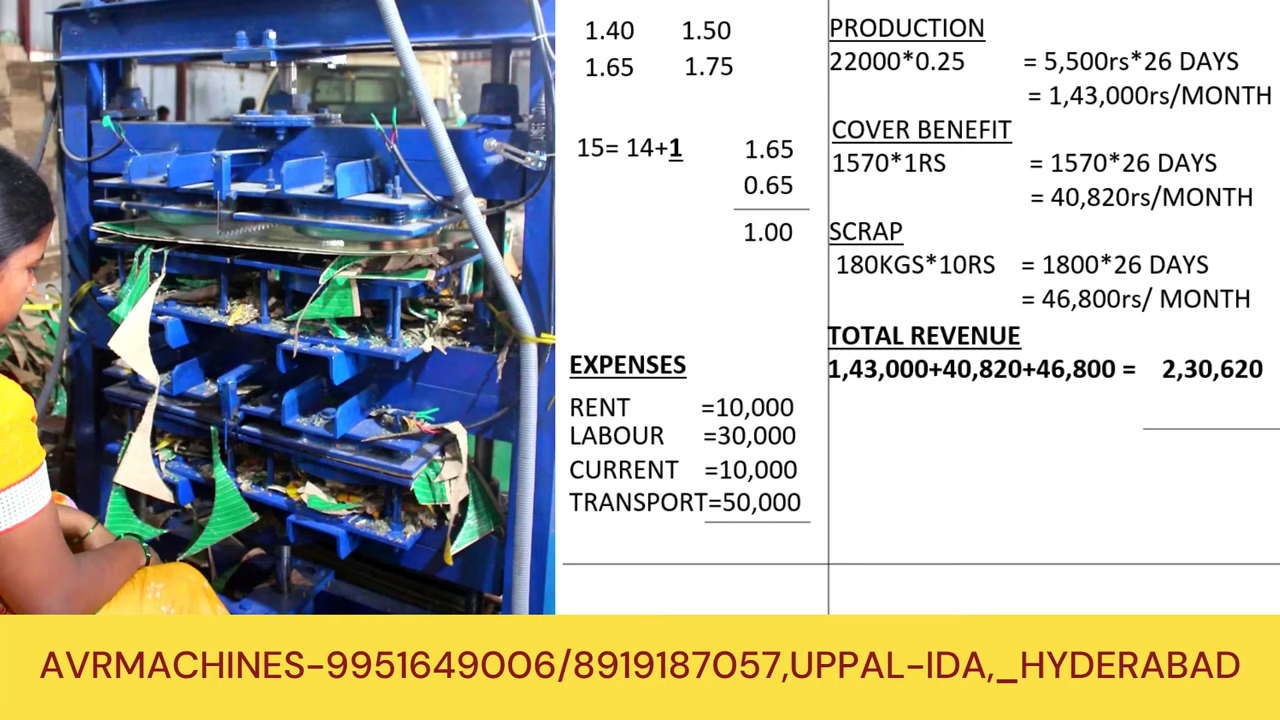 1.40 1.50
1.65 1.75
15= 14+1
1.65
0.65
1.00
EXPENSES
RENT =10,000
LABOUR =30,000
CURRENT =10,000
TRANSPORT=50,000
PRODUCTION
22000*0.25 = 5,500rs*26 DAYS
= 1,43,000rs/MONTH
COVER BENEFIT
1570*1RS = 1570*26 DAYS
= 40,820rs/MONTH
SCRAP
180KGS*10RS = 1800*26 DAYS
= 46,800rs/ MONTH
TOTAL REVENUE
1,43,000+40,820+46,800 = 2,30,620
AVRMACHINES-9951649006/8919187057,UPPAL-IDA,_HYDERABAD